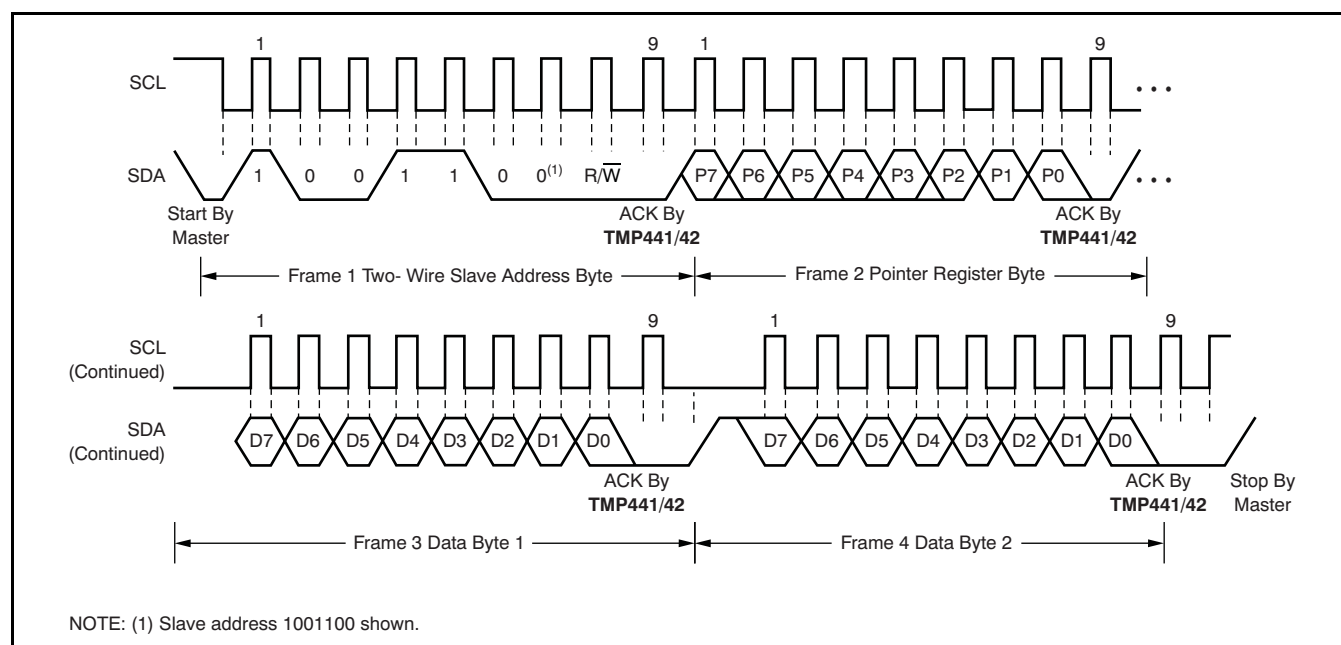 1 9 1 9
SCL
SDA 1 0 0 1 1 0 0(1) R/W P7 P6 P5 P4 P3 P2 P1 P0
Start By Master
ACK By TMP441/42
ACK By TMP441/42
Frame 1 Two- Wire Slave Address Byte
Frame 2 Pointer Register Byte
1 9 1 9
SCL (Continued)
SDA (Continued) D7 D6 D5 D4 D3 D2 D1 D0 D7 D6 D5 D4 D3 D2 D1 D0
ACK By TMP441/42
ACK By TMP441/42
Stop By Master
Frame 3 Data Byte 1
Frame 4 Data Byte 2
NOTE: (1) Slave address 1001100 shown.